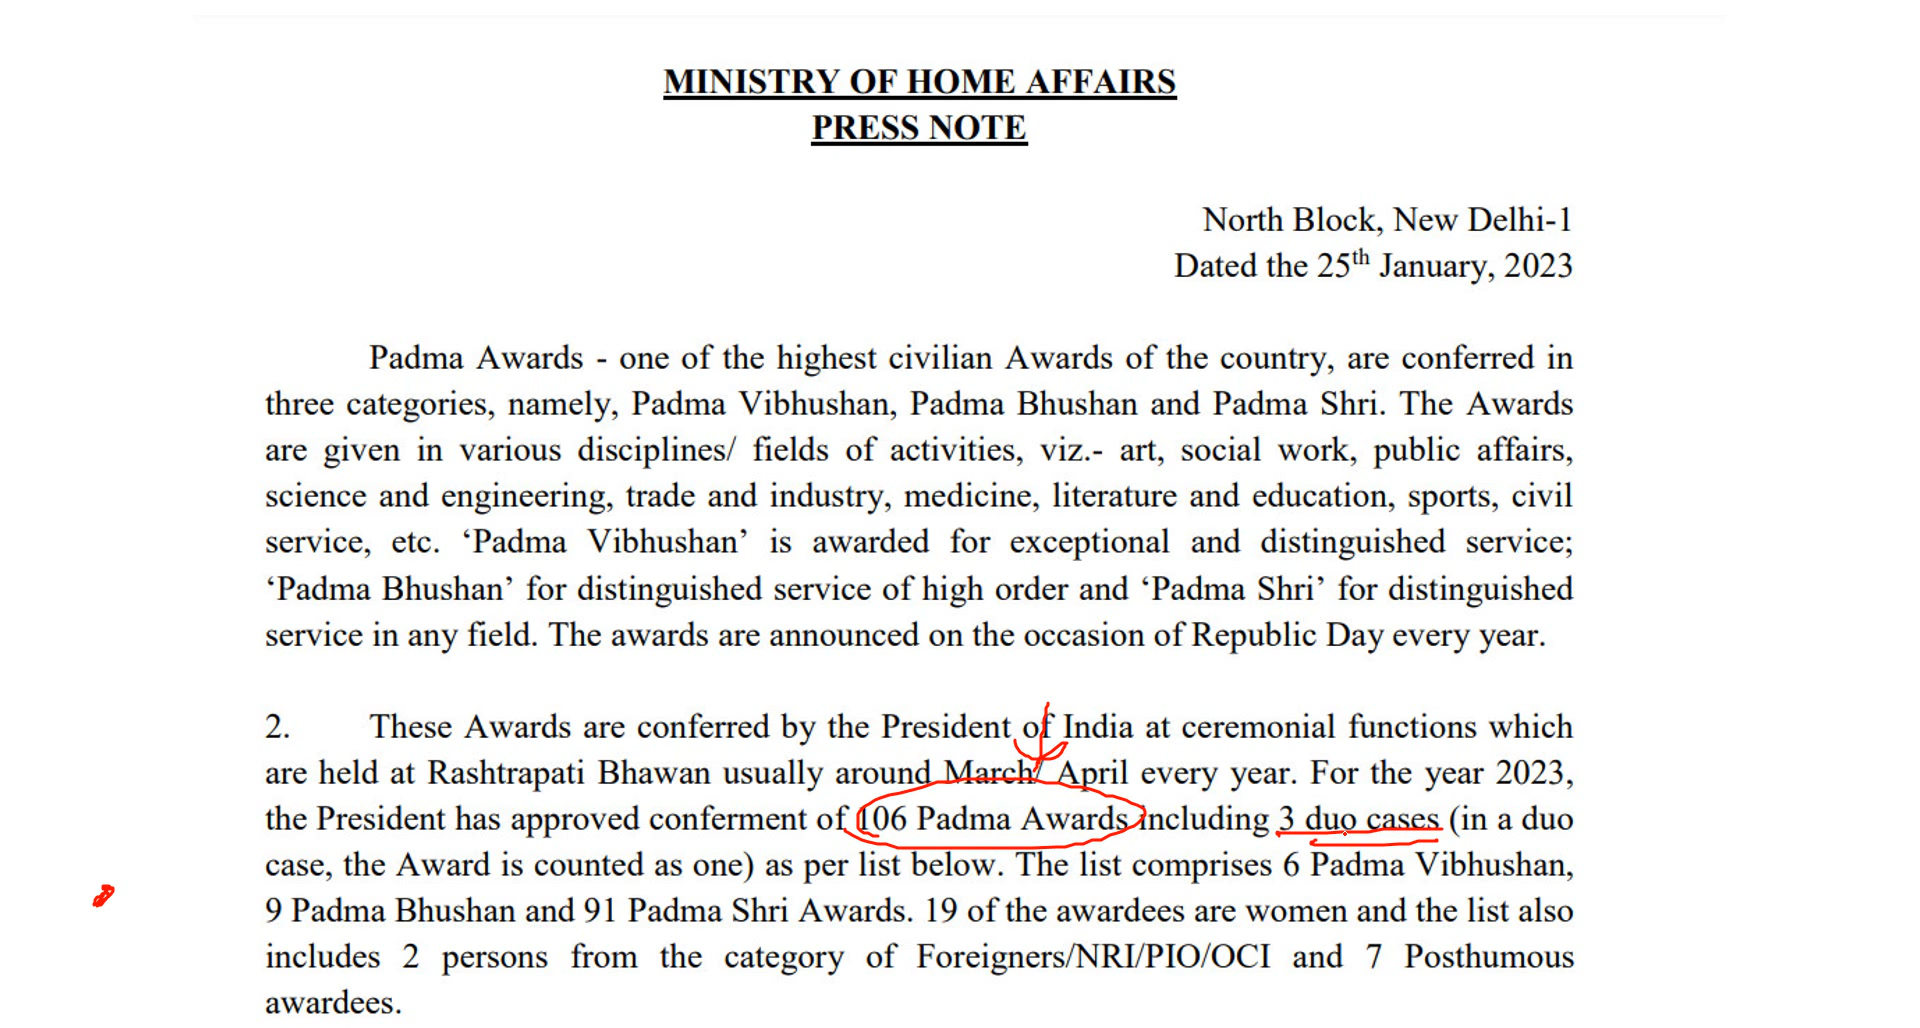 MINISTRY OF HOME AFFAIRS
PRESS NOTE
North Block, New Delhi-1
Dated the 25th January, 2023
Padma Awards - one of the highest civilian Awards of the country, are conferred in
three categories, namely, Padma Vibhushan, Padma Bhushan and Padma Shri. The Awards
are given in various disciplines/ fields of activities, viz.- art, social work, public affairs,
science and engineering, trade and industry, medicine, literature and education, sports, civil
service, etc. ‘Padma Vibhushan’ is awarded for exceptional and distinguished service;
‘Padma Bhushan’ for distinguished service of high order and ‘Padma Shri’ for distinguished
service in any field. The awards are announced on the occasion of Republic Day every year.
2. These Awards are conferred by the President of India at ceremonial functions which
are held at Rashtrapati Bhawan usually around March/ April every year. For the year 2023,
the President has approved conferment of 106 Padma Awards including 3 duo cases (in a duo
case, the Award is counted as one) as per list below. The list comprises 6 Padma Vibhushan,
9 Padma Bhushan and 91 Padma Shri Awards. 19 of the awardees are women and the list also
includes 2 persons from the category of Foreigners/NRI/PIO/OCI and 7 Posthumous
awardees.